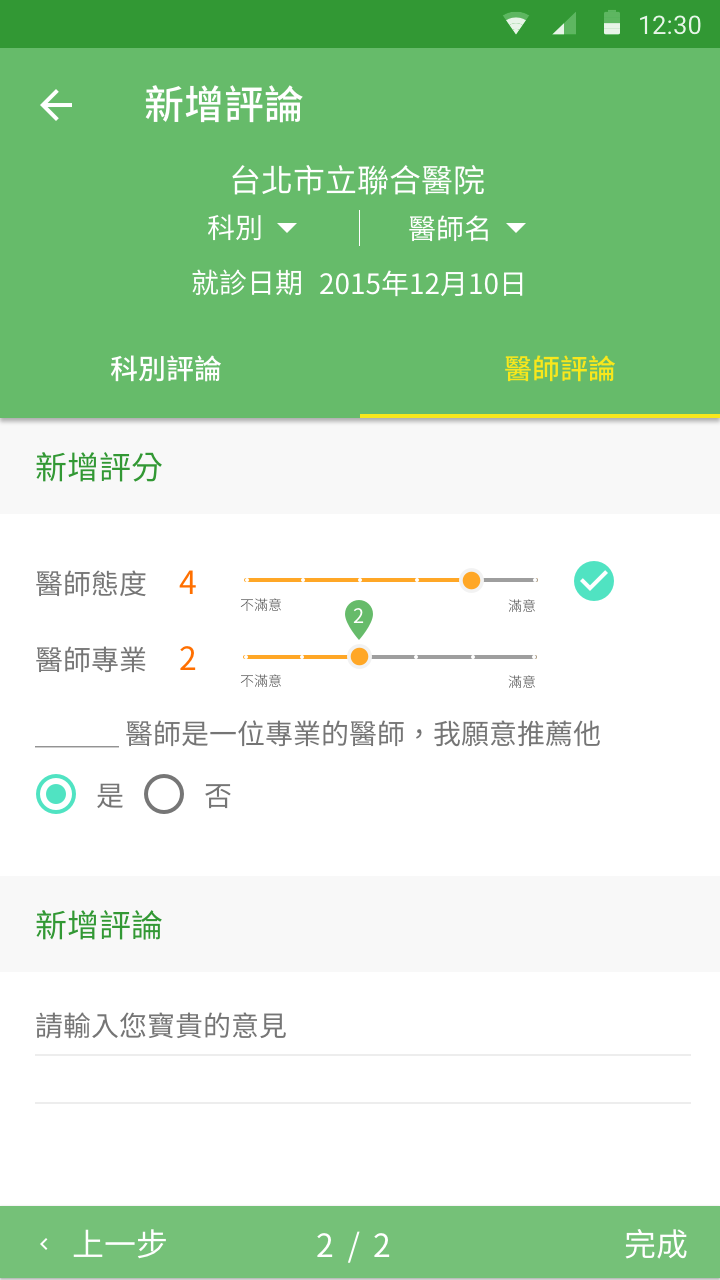 12:30
新增評論
台北市立聯合醫院
科別 醫師名
就診日期 2015年12月10日
科別評論 醫師評論
新增評分
醫師態度 4
不滿意 滿意
2
醫師專業 2
不滿意 滿意
______ 醫師是一位專業的醫師，我願意推薦他
是 否
新增評論
請輸入您寶貴的意見
上一步 2 / 2 完成